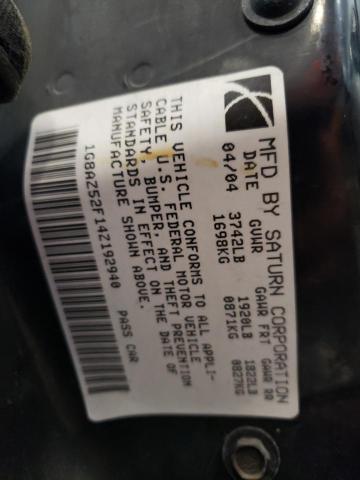 MFD BY SATURN CORPORATION
DATE GVWR GAWR FRT GAWR RR
04/04 3742LB 1920LB 1822LB
1698KG 0871KG 0827KG
THIS VEHICLE CONFORMS TO ALL APPLI-
CABLE U.S. FEDERAL MOTOR VEHICLE
SAFETY, BUMPER, AND THEFT PREVENTION
STANDARDS IN EFFECT ON THE DATE OF
MANUFACTURE SHOWN ABOVE.
1G8AZ52F14Z192940 PASS CAR